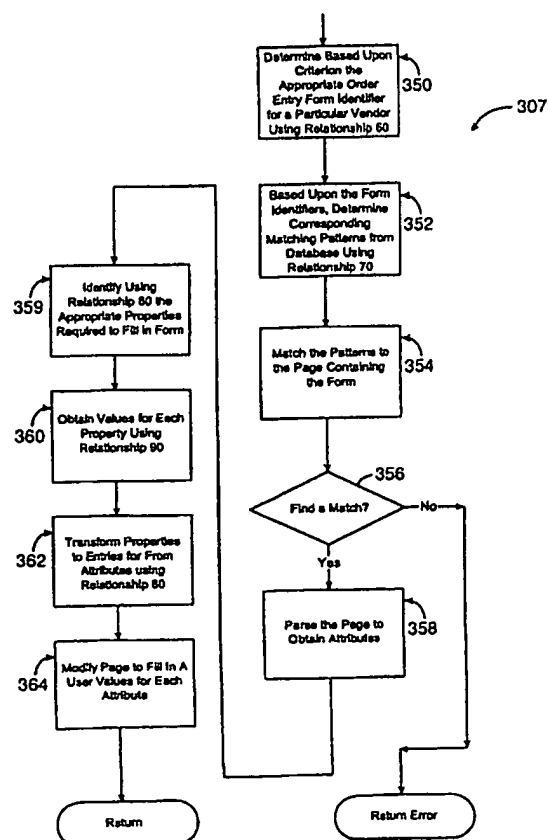 Determine Based Upon
Criterion the
Appropriate Order
Entry Form Identifier
for a Particular Vendor
Using Relationship 60
350
307
Based Upon the Form
Identifiers, Determine
Corresponding
Matching Patterns from
Database Using
Relationship 70
352
Match the Patterns to
the Page Containing
the Form
354
356
Find a Match?
No
Yes
Parse the Page to
Obtain Attributes
358
Return Error
359
Identify Using
Relationship 80 the
Appropriate Properties
Required to Fill in Form
360
Obtain Values for Each
Property Using
Relationship 90
362
Transform Properties
to Entries for From
Attributes using
Relationship 80
364
Modify Page to Fill In A
User Values for Each
Attribute
Return